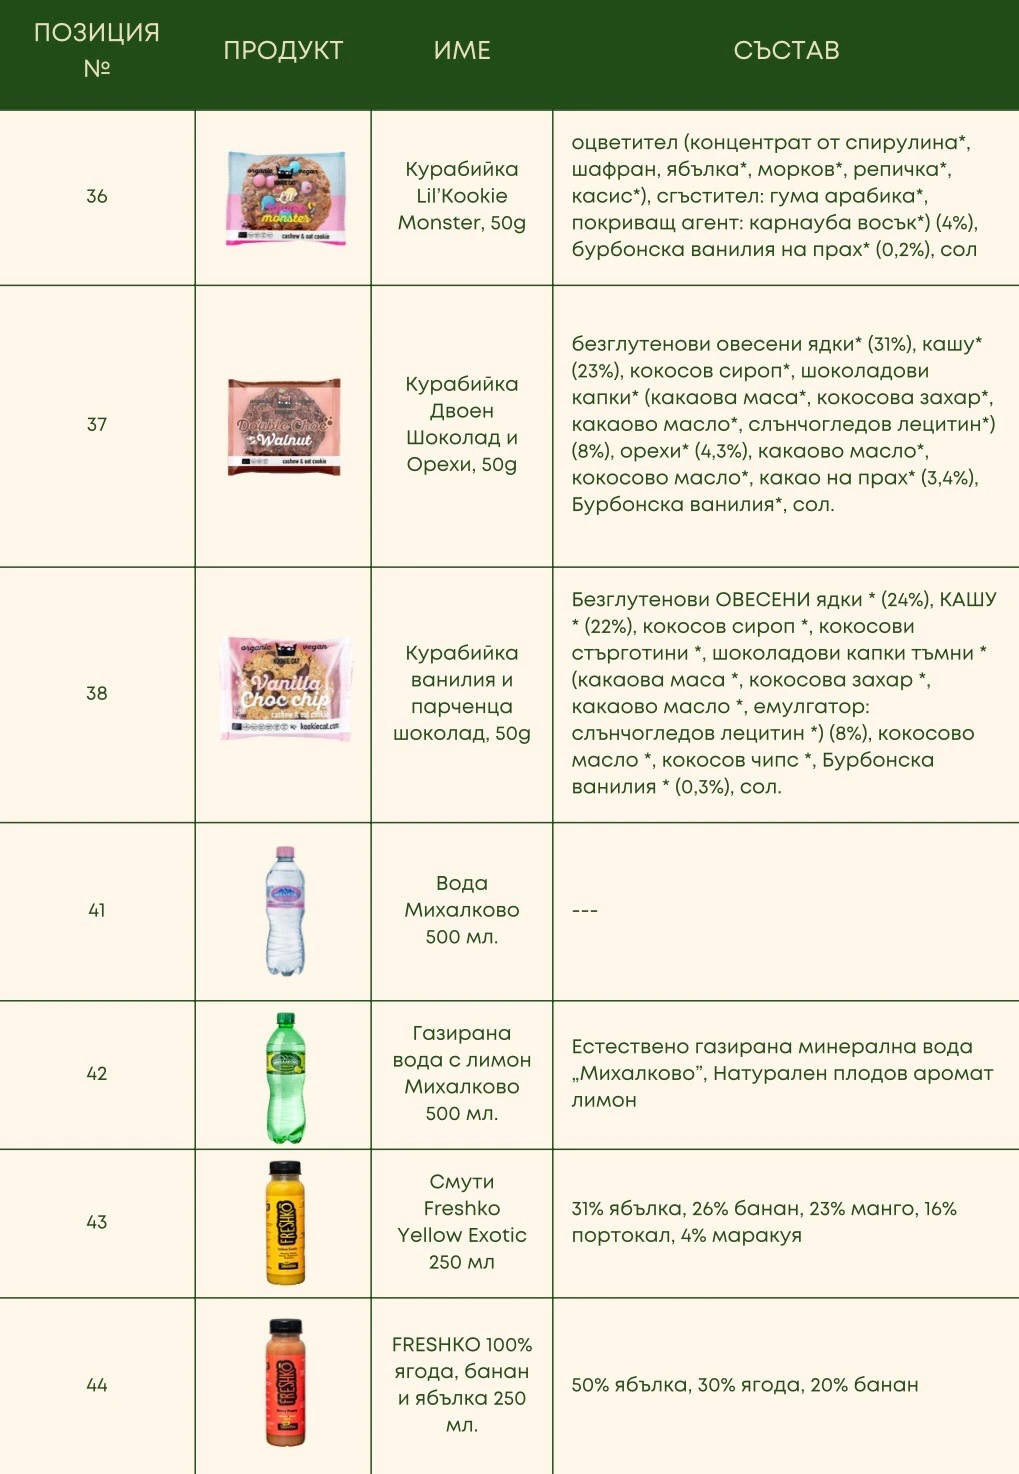 ПОЗИЦИЯ
№
ПРОДУКТ
ИМЕ
СЪСТАВ
36
organic
vegan
KOOKIE CAT
Lil'
monster
cashew & oat cookie
Курабийка
Lil’Kookie
Monster, 50g
оцветител (концентрат от спирулина*,
шафран, ябълка*, морков*, репичка*,
касис*), сгъстител: гума арабика*,
покриващ агент: карнауба восък*) (4%),
бурбонска ванилия на прах* (0,2%), сол
37
Double Choc
Walnut
cashew & oat cookie
Курабийка
Двоен
Шоколад и
Орехи, 50g
безглутенови овесени ядки* (31%), кашу*
(23%), кокосов сироп*, шоколадови
капки* (какаова маса*, кокосова захар*,
какаово масло*, слънчогледов лецитин*)
(8%), орехи* (4,3%), какаово масло*,
кокосово масло*, какао на прах* (3,4%),
Бурбонска ванилия*, сол.
38
organic
vegan
KOOKIE CAT
Vanilla
Choc chip
cashew & oat cookie
kookiecat.com
Курабийка
ванилия и
парченца
шоколад, 50g
Безглутенови ОВЕСЕНИ ядки * (24%), КАШУ
* (22%), кокосов сироп *, кокосови
стърготини *, шоколадови капки тъмни *
(какаова маса *, кокосова захар *,
какаово масло *, емулгатор:
слънчогледов лецитин *) (8%), кокосово
масло *, кокосов чипс *, Бурбонска
ванилия * (0,3%), сол.
41
Вода
Михалково
500 мл.
---
42
Газирана
вода с лимон
Михалково
500 мл.
Естествено газирана минерална вода
„Михалково”, Натурален плодов аромат
лимон
43
FRESHKO
Смути
Freshko
Yellow Exotic
250 мл
31% ябълка, 26% банан, 23% манго, 16%
портокал, 4% маракуя
44
FRESHKO
FRESHKO 100%
ягода, банан
и ябълка 250
мл.
50% ябълка, 30% ягода, 20% банан